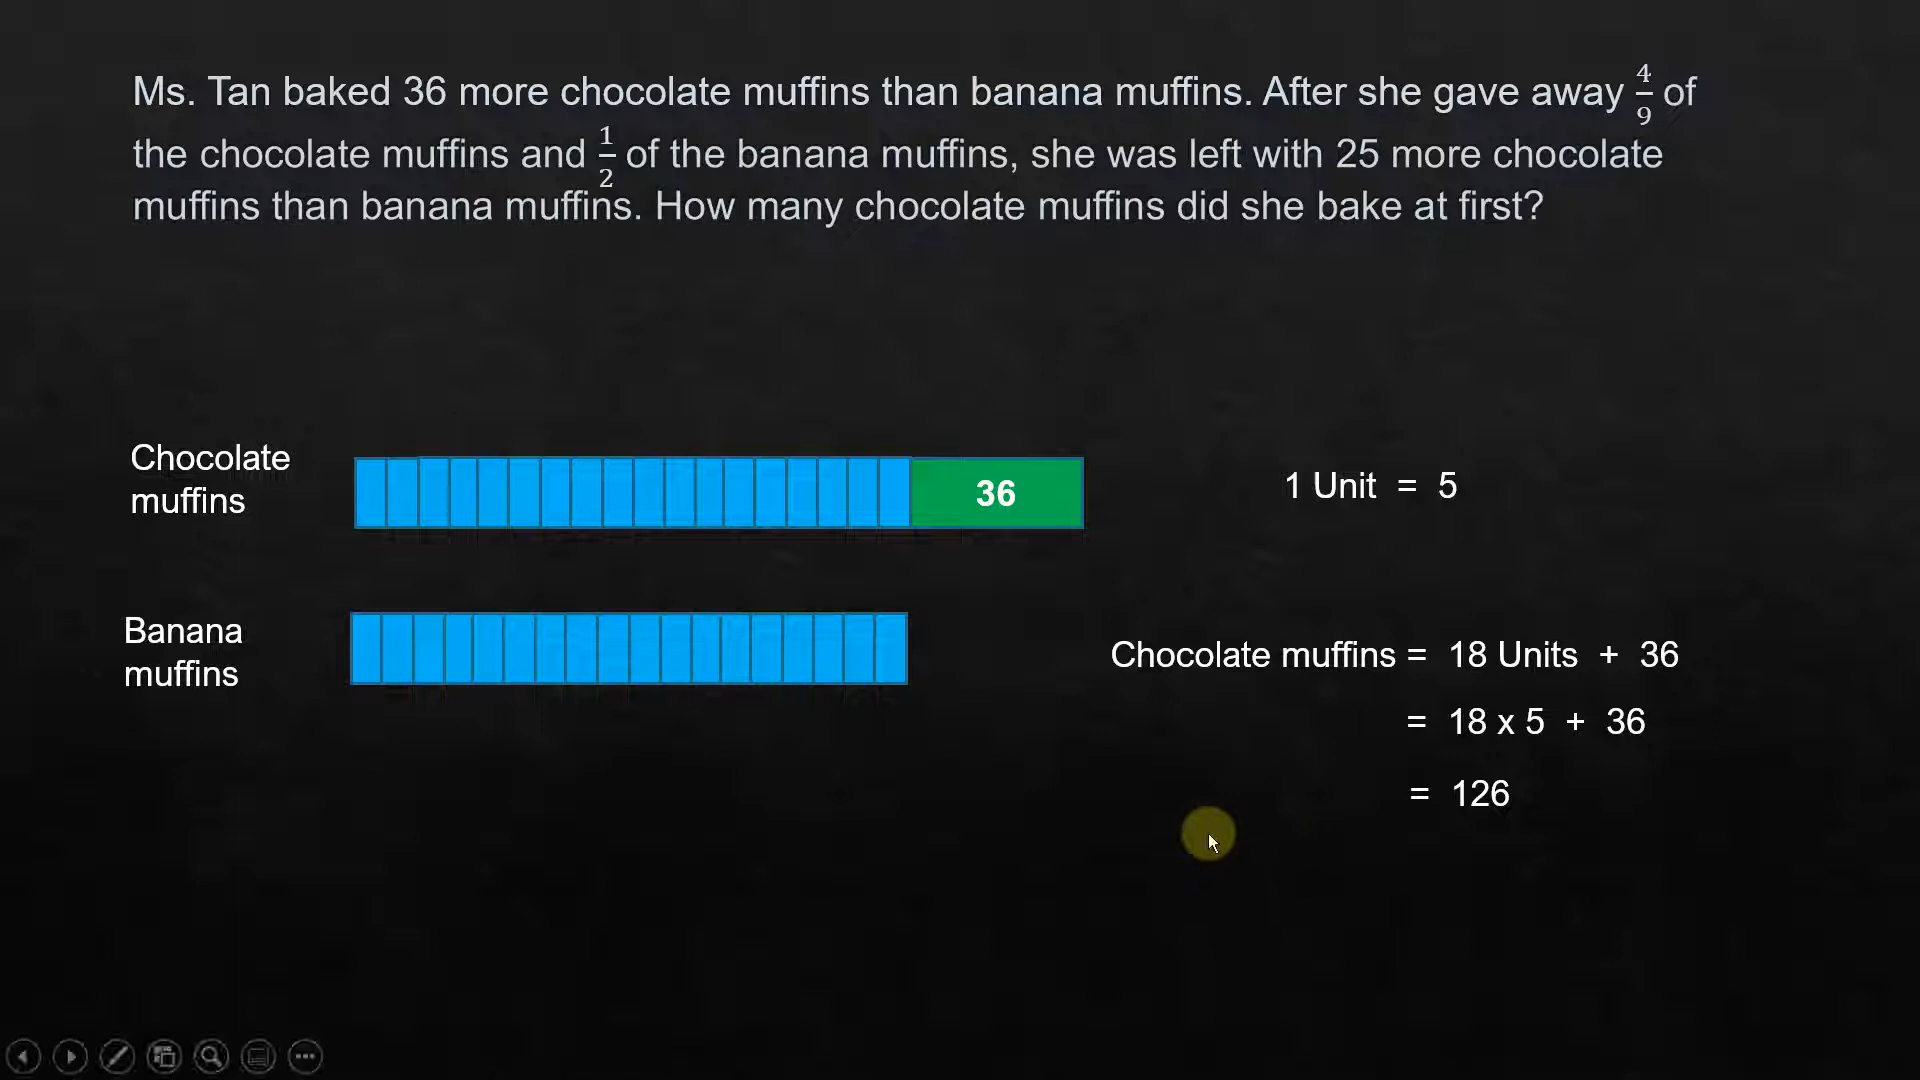 Ms. Tan baked 36 more chocolate muffins than banana muffins. After she gave away 4/9 of
the chocolate muffins and 1/2 of the banana muffins, she was left with 25 more chocolate
muffins than banana muffins. How many chocolate muffins did she bake at first?
Chocolate
muffins
36
1 Unit = 5
Banana
muffins
Chocolate muffins = 18 Units + 36
= 18 x 5 + 36
= 126